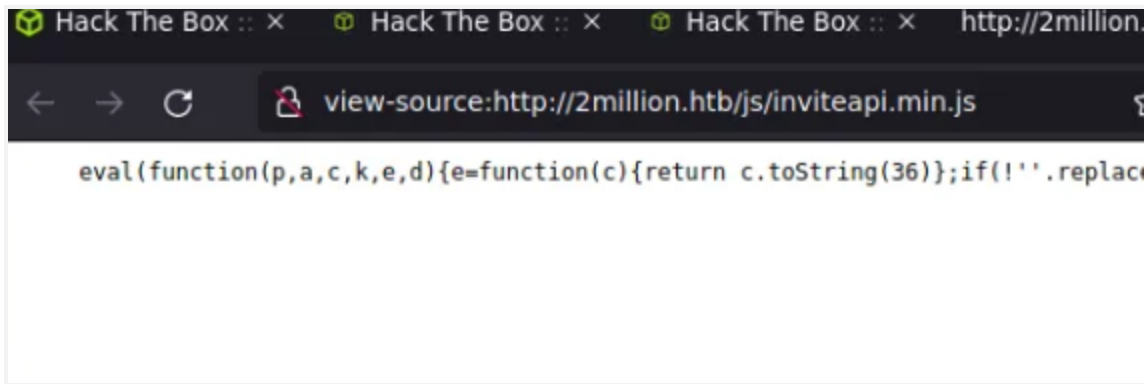 Hack The Box :: × Hack The Box :: × Hack The Box :: × http://2million.
view-source:http://2million.htb/js/inviteapi.min.js
eval(function(p,a,c,k,e,d){e=function(c){return c.toString(36)};if(!''.replace